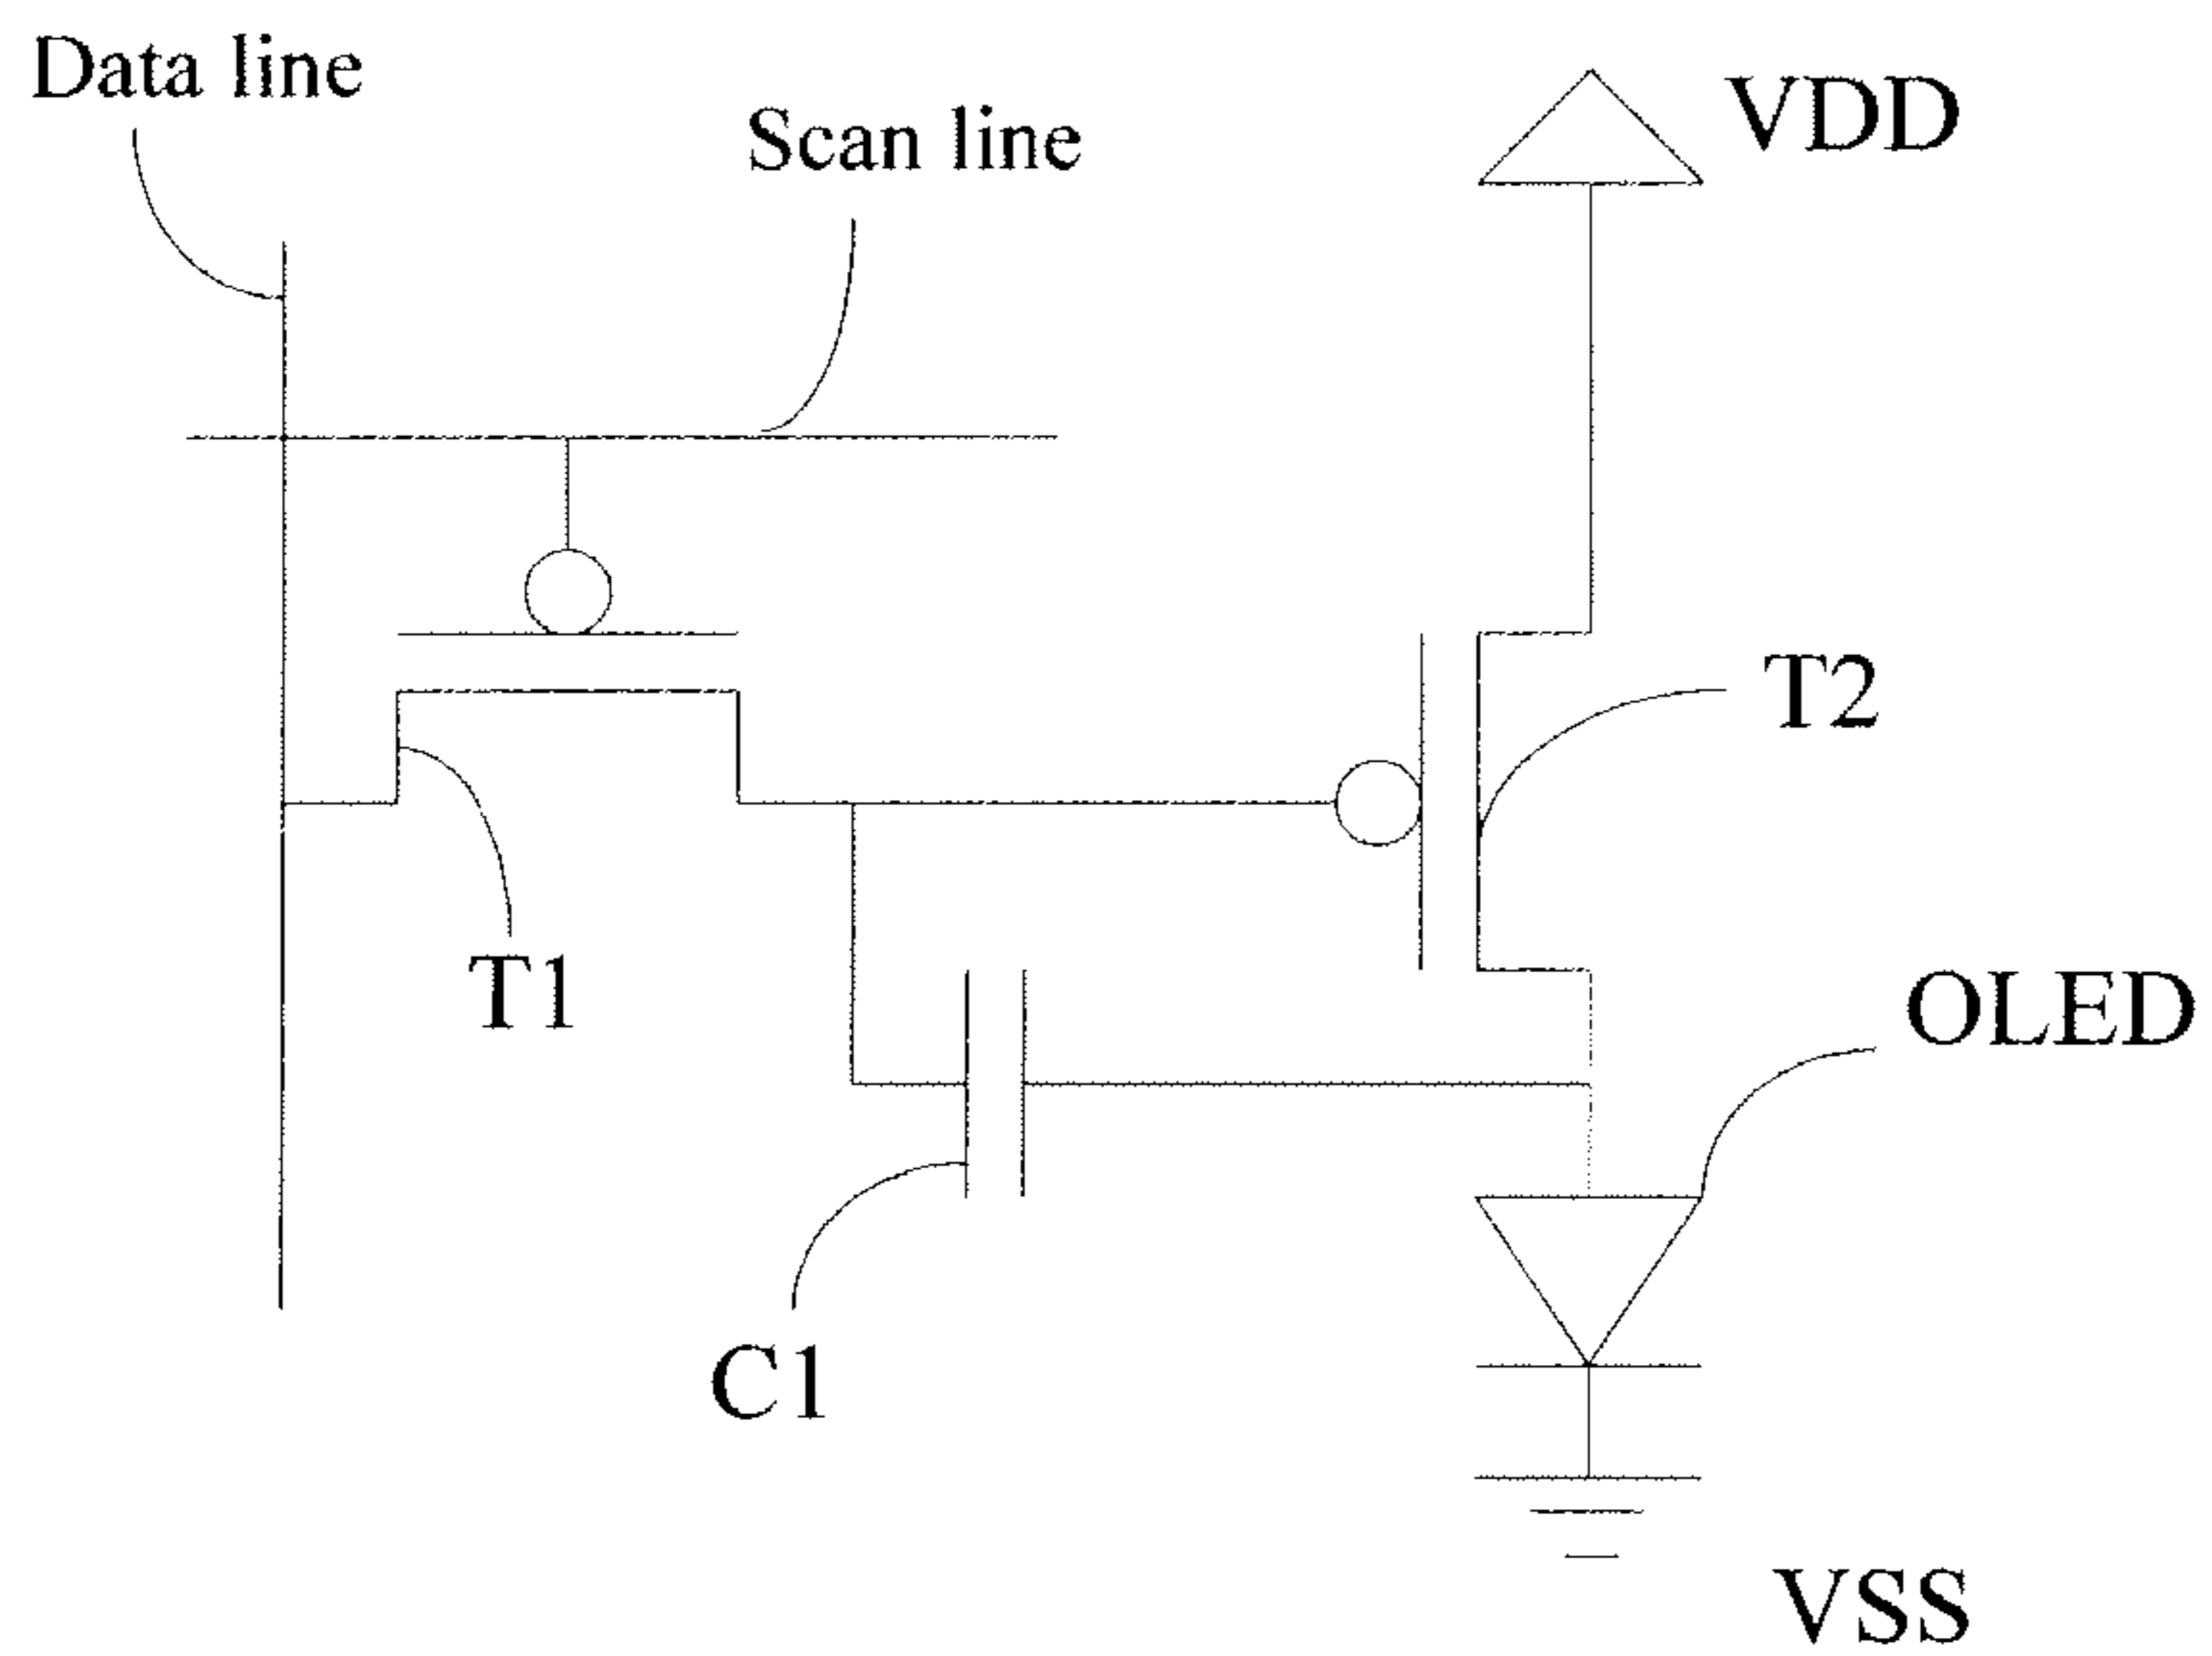 Data line
Scan line
VDD
T2
T1
OLED
C1
VSS